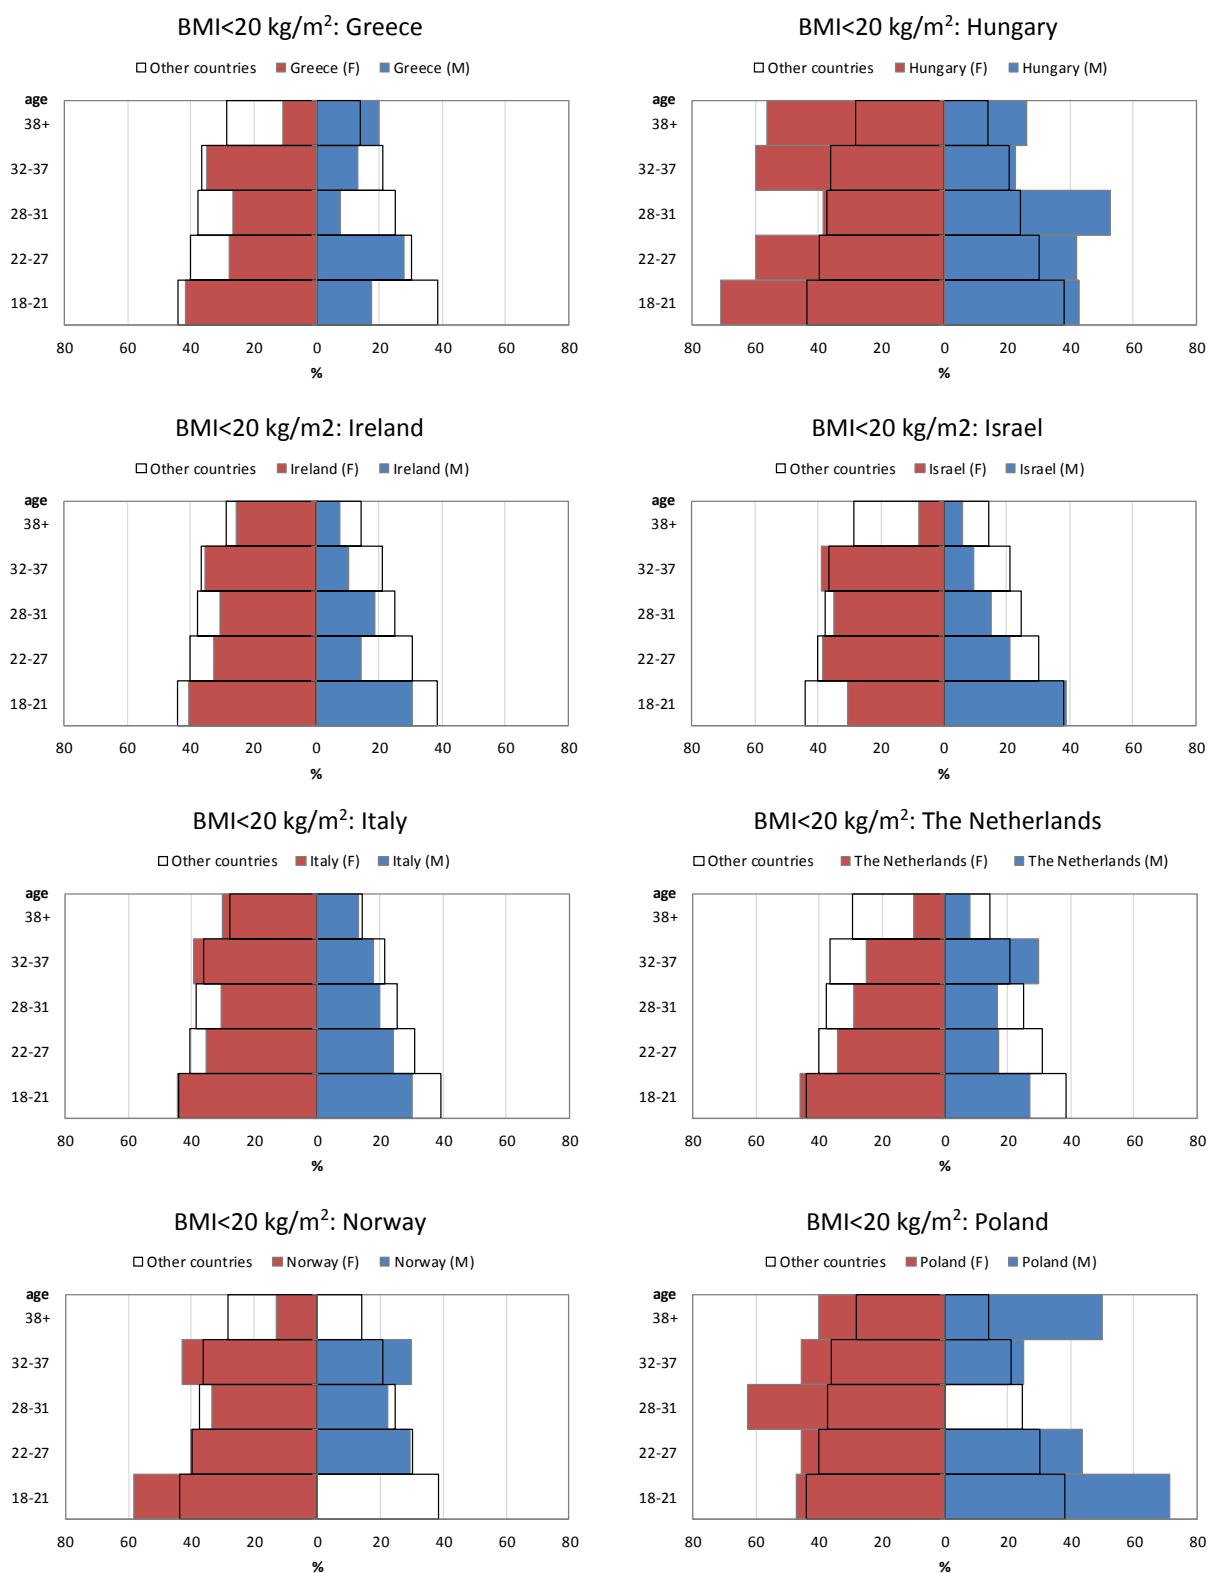 BMI<20 kg/m²: Greece
Other countries Greece (F) Greece (M)
age
38+
32-37
28-31
22-27
18-21
80 60 40 20 0 20 40 60 80
%
BMI<20 kg/m²: Hungary
Other countries Hungary (F) Hungary (M)
age
38+
32-37
28-31
22-27
18-21
80 60 40 20 0 20 40 60 80
%
BMI<20 kg/m2: Ireland
Other countries Ireland (F) Ireland (M)
age
38+
32-37
28-31
22-27
18-21
80 60 40 20 0 20 40 60 80
%
BMI<20 kg/m2: Israel
Other countries Israel (F) Israel (M)
age
38+
32-37
28-31
22-27
18-21
80 60 40 20 0 20 40 60 80
%
BMI<20 kg/m²: Italy
Other countries Italy (F) Italy (M)
age
38+
32-37
28-31
22-27
18-21
80 60 40 20 0 20 40 60 80
%
BMI<20 kg/m²: The Netherlands
Other countries The Netherlands (F) The Netherlands (M)
age
38+
32-37
28-31
22-27
18-21
80 60 40 20 0 20 40 60 80
%
BMI<20 kg/m²: Norway
Other countries Norway (F) Norway (M)
age
38+
32-37
28-31
22-27
18-21
80 60 40 20 0 20 40 60 80
%
BMI<20 kg/m²: Poland
Other countries Poland (F) Poland (M)
age
38+
32-37
28-31
22-27
18-21
80 60 40 20 0 20 40 60 80
%